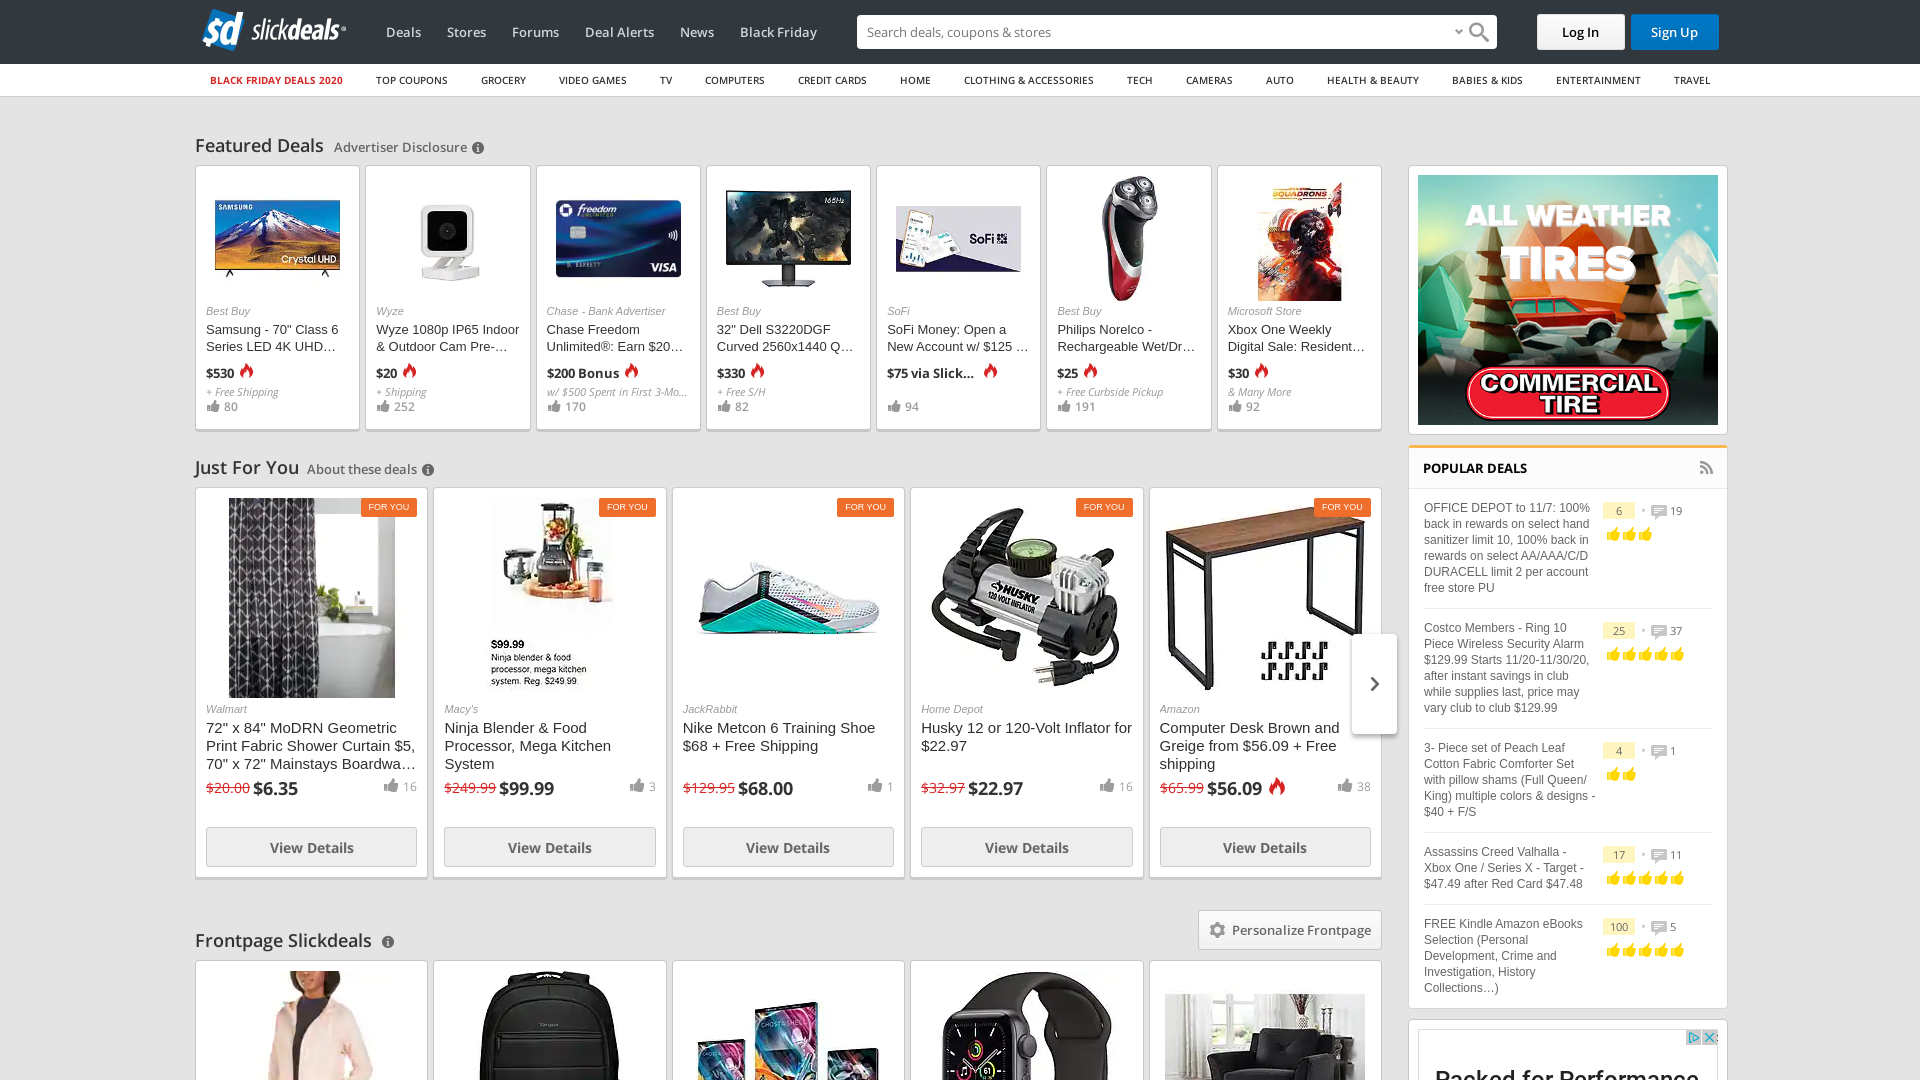 sd slickdeals
Deals
Stores
Forums
Deal Alerts
News
Black Friday
Search deals, coupons & stores
Log In
Sign Up
BLACK FRIDAY DEALS 2020
TOP COUPONS
GROCERY
VIDEO GAMES
TV
COMPUTERS
CREDIT CARDS
HOME
CLOTHING & ACCESSORIES
TECH
CAMERAS
AUTO
HEALTH & BEAUTY
BABIES & KIDS
ENTERTAINMENT
TRAVEL
Featured Deals
Advertiser Disclosure
SAMSUNG
Crystal UHD
Best Buy
Samsung - 70" Class 6
Series LED 4K UHD…
$530
+ Free Shipping
80
Wyze
Wyze 1080p IP65 Indoor
& Outdoor Cam Pre-…
$20
+ Shipping
252
freedom
UNLIMITED
VISA
Chase - Bank Advertiser
Chase Freedom
Unlimited®: Earn $20…
$200 Bonus
w/ $500 Spent in First 3-Mo...
170
165Hz
Best Buy
32" Dell S3220DGF
Curved 2560x1440 Q…
$330
+ Free S/H
82
SoFi
SoFi
SoFi Money: Open a
New Account w/ $125 …
$75 via Slick...
94
Best Buy
Philips Norelco -
Rechargeable Wet/Dr…
$25
+ Free Curbside Pickup
191
SQUADRONS
Microsoft Store
Xbox One Weekly
Digital Sale: Resident…
$30
& Many More
92
ALL WEATHER
TIRES
COMMERCIAL
TIRE
Just For You
About these deals
FOR YOU
Walmart
72" x 84" MoDRN Geometric
Print Fabric Shower Curtain $5,
70" x 72" Mainstays Boardwa…
$20.00 $6.35
16
View Details
FOR YOU
$99.99
Ninja blender & food
processor, mega kitchen
system. Reg. $249.99
Macy's
Ninja Blender & Food
Processor, Mega Kitchen
System
$249.99 $99.99
3
View Details
FOR YOU
JackRabbit
Nike Metcon 6 Training Shoe
$68 + Free Shipping
$129.95 $68.00
1
View Details
FOR YOU
HUSKY
120 VOLT INFLATOR
Home Depot
Husky 12 or 120-Volt Inflator for
$22.97
$32.97 $22.97
16
View Details
FOR YOU
Amazon
Computer Desk Brown and
Greige from $56.09 + Free
shipping
$65.99 $56.09
38
View Details
POPULAR DEALS
OFFICE DEPOT to 11/7: 100%
back in rewards on select hand
sanitizer limit 10, 100% back in
rewards on select AA/AAA/C/D
DURACELL limit 2 per account
free store PU
6 • 19
Costco Members - Ring 10
Piece Wireless Security Alarm
$129.99 Starts 11/20-11/30/20,
after instant savings in club
while supplies last, price may
vary club to club $129.99
25 • 37
3- Piece set of Peach Leaf
Cotton Fabric Comforter Set
with pillow shams (Full Queen/
King) multiple colors & designs -
$40 + F/S
4 • 1
Assassins Creed Valhalla -
Xbox One / Series X - Target -
$47.49 after Red Card $47.48
17 • 11
FREE Kindle Amazon eBooks
Selection (Personal
Development, Crime and
Investigation, History
Collections…)
100 • 5
Frontpage Slickdeals
Personalize Frontpage
GHOST IN THE SHELL
61
Packed for Performance